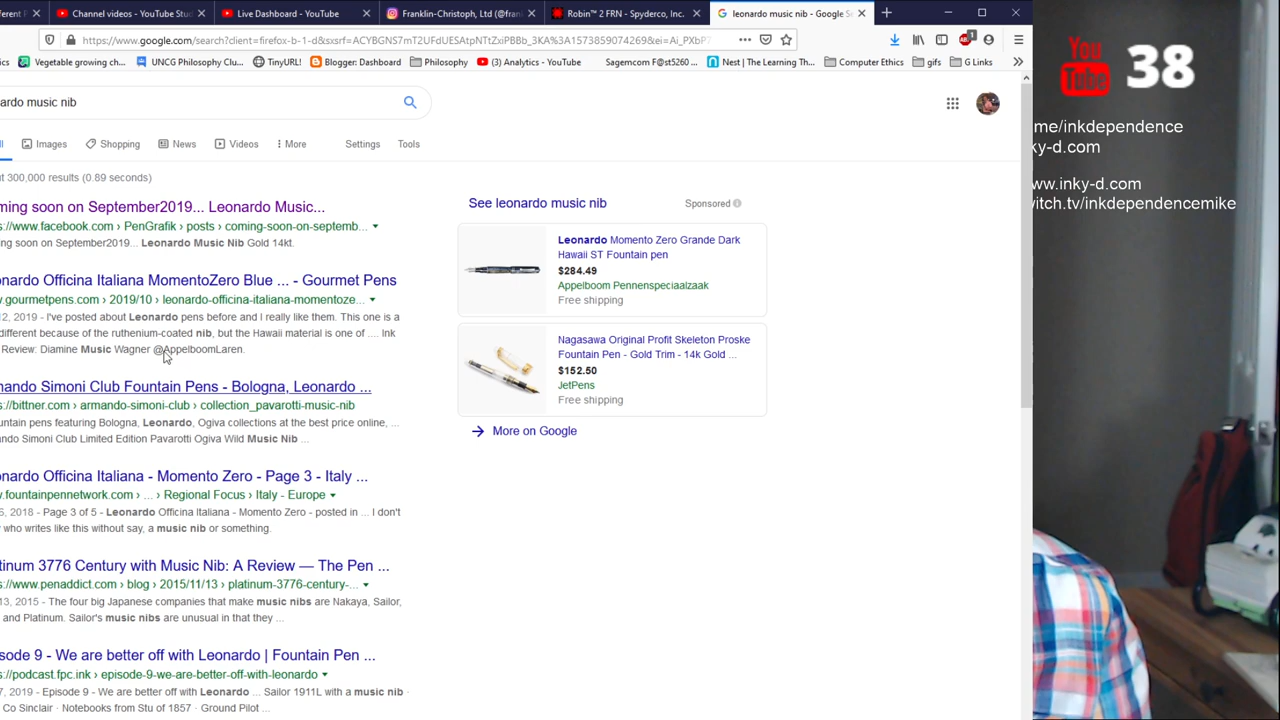 Channel videos - YouTube Stu
Live Dashboard - YouTube
Franklin-Christoph, Ltd (@fran
Robin™ 2 FRN - Spyderco, Inc.
leonardo music nib - Google Se
https://www.google.com/search?client=firefox-b-1-d&sxsrf=ACYBGNS7mT2UFdUESAtpNTtZxiPBBb_3KA%3A1573859074269&ei=Ai_PXbP7
Vegetable growing ch...
UNCG Philosophy Clu...
TinyURL!
Blogger: Dashboard
Philosophy
(3) Analytics - YouTube
Sagemcom F@st5260 ...
Nest | The Learning Th...
Computer Ethics
gifs
G Links
You
Tube
38
ardo music nib
me/inkdependence
ky-d.com
Images
Shopping
News
Videos
More
Settings
Tools
t 300,000 results (0.89 seconds)
ww.inky-d.com
itch.tv/inkdependencemike
ming soon on September2019... Leonardo Music...
s://www.facebook.com › PenGrafik › posts › coming-soon-on-septemb...
ng soon on September2019... Leonardo Music Nib Gold 14kt.
See leonardo music nib
Sponsored
Leonardo Momento Zero Grande Dark
Hawaii ST Fountain pen
$284.49
Appelboom Pennenspeciaalzaak
Free shipping
nardo Officina Italiana MomentoZero Blue ... - Gourmet Pens
.gourmetpens.com › 2019/10 › leonardo-officina-italiana-momentoze...
12, 2019 - I've posted about Leonardo pens before and I really like them. This one is a
different because of the ruthenium-coated nib, but the Hawaii material is one of .... Ink
Review: Diamine Music Wagner @AppelboomLaren.
Nagasawa Original Profit Skeleton Proske
Fountain Pen - Gold Trim - 14k Gold ...
$152.50
JetPens
Free shipping
More on Google
mando Simoni Club Fountain Pens - Bologna, Leonardo ...
s://bittner.com › armando-simoni-club › collection_pavarotti-music-nib
untain pens featuring Bologna, Leonardo, Ogiva collections at the best price online, ...
ndo Simoni Club Limited Edition Pavarotti Ogiva Wild Music Nib ...
nardo Officina Italiana - Momento Zero - Page 3 - Italy ...
.fountainpennetwork.com › ... › Regional Focus › Italy - Europe
6, 2018 - Page 3 of 5 - Leonardo Officina Italiana - Momento Zero - posted in ... I don't
who writes like this without say, a music nib or something.
tinum 3776 Century with Music Nib: A Review — The Pen ...
s://www.penaddict.com › blog › 2015/11/13 › platinum-3776-century-...
13, 2015 - The four big Japanese companies that make music nibs are Nakaya, Sailor,
and Platinum. Sailor's music nibs are unusual in that they ...
sode 9 - We are better off with Leonardo | Fountain Pen ...
s://podcast.fpc.ink › episode-9-we-are-better-off-with-leonardo
7, 2019 - Episode 9 - We are better off with Leonardo ... Sailor 1911L with a music nib ·
Co Sinclair · Notebooks from Stu of 1857 · Ground Pilot ...